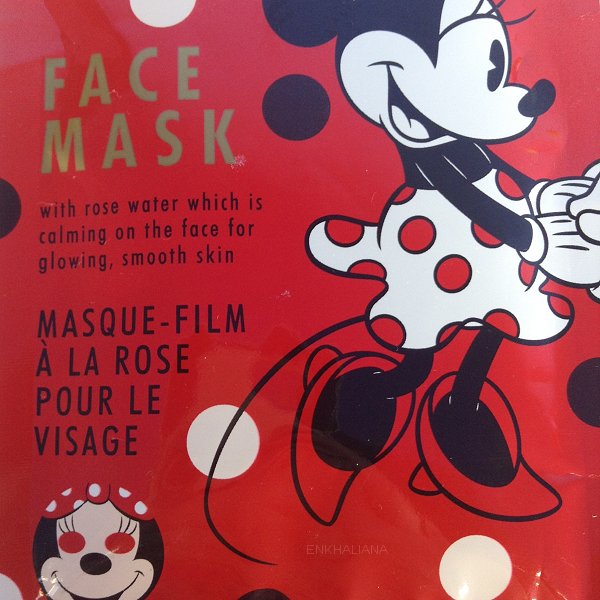 FACE
MASK
with rose water which is
calming on the face for
glowing, smooth skin
MASQUE-FILM
À LA ROSE
POUR LE
VISAGE
ENKHALIANA